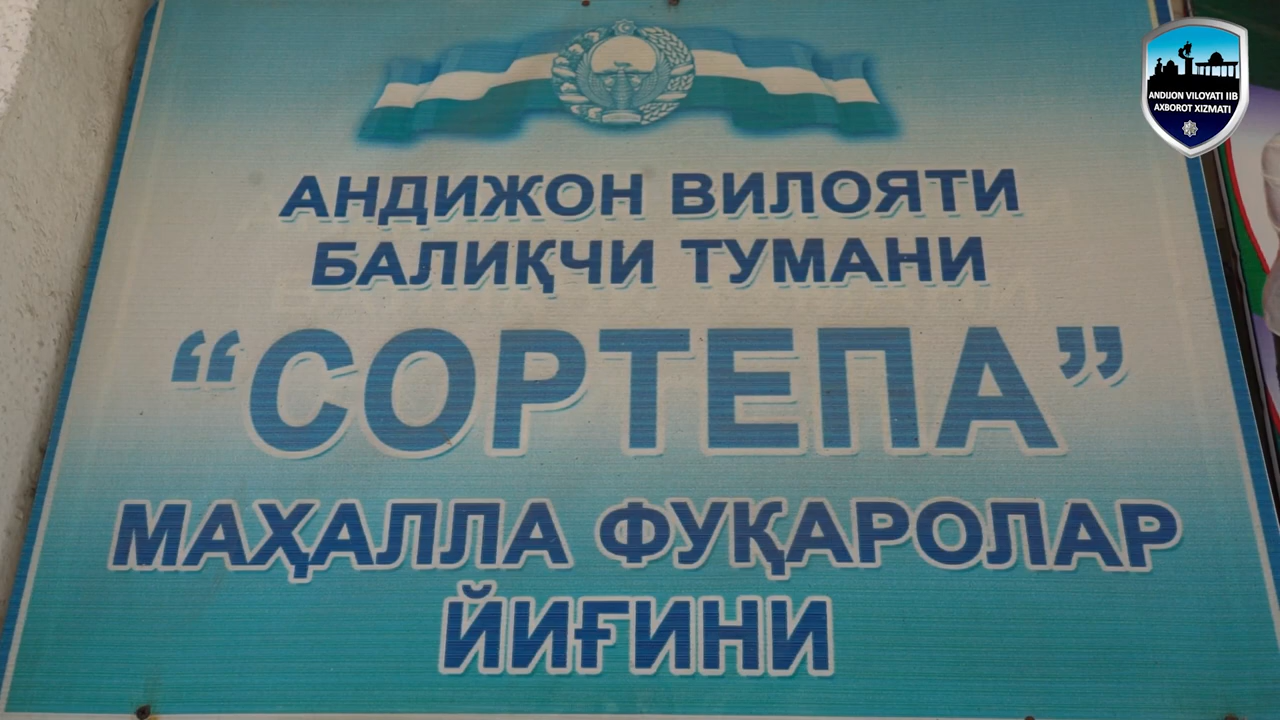 АНДИЖОН ВИЛОЯТИ
БАЛИҚЧИ ТУМАНИ
“СОРТЕПА”
МАҲАЛЛА ФУҚАРОЛАР
ЙИҒИНИ
ANDIJON VILOYATI IIB
AXBOROT XIZMATI